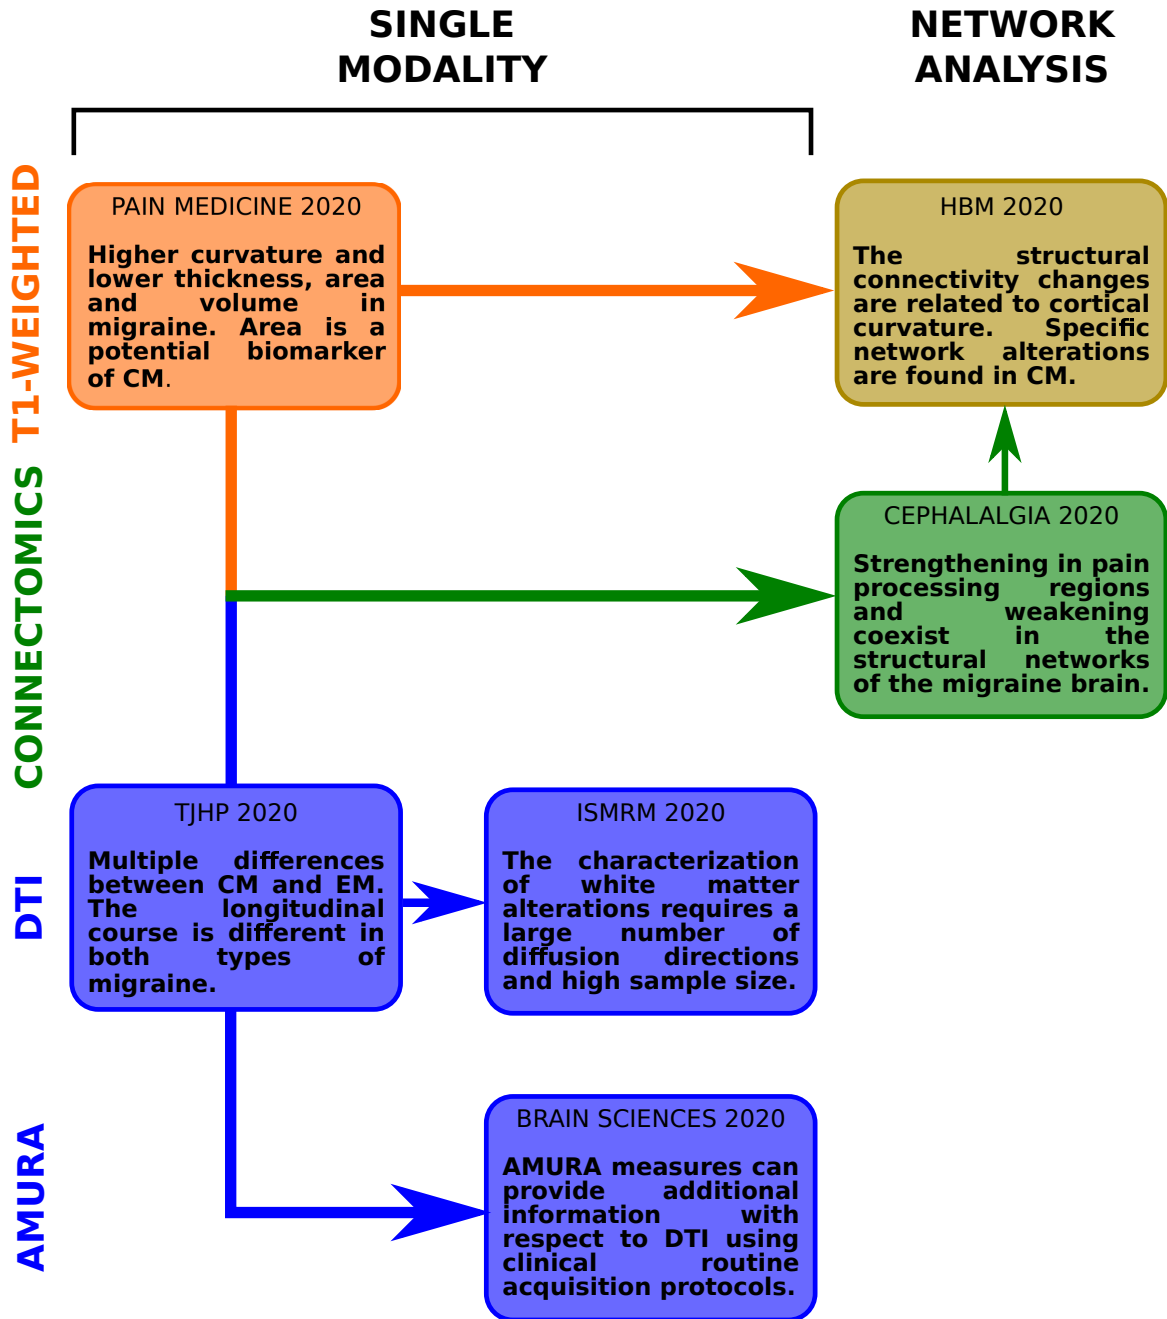 SINGLE
MODALITY
NETWORK
ANALYSIS
T1-WEIGHTED
PAIN MEDICINE 2020
Higher curvature and
lower thickness, area
and volume in
migraine. Area is a
potential biomarker
of CM.
HBM 2020
The structural
connectivity changes
are related to cortical
curvature. Specific
network alterations
are found in CM.
CONNECTOMICS
CEPHALALGIA 2020
Strengthening in pain
processing regions
and weakening
coexist in the
structural networks
of the migraine brain.
DTI
TJHP 2020
Multiple differences
between CM and EM.
The longitudinal
course is different in
both types of
migraine.
ISMRM 2020
The characterization
of white matter
alterations requires a
large number of
diffusion directions
and high sample size.
AMURA
BRAIN SCIENCES 2020
AMURA measures can
provide additional
information with
respect to DTI using
clinical routine
acquisition protocols.